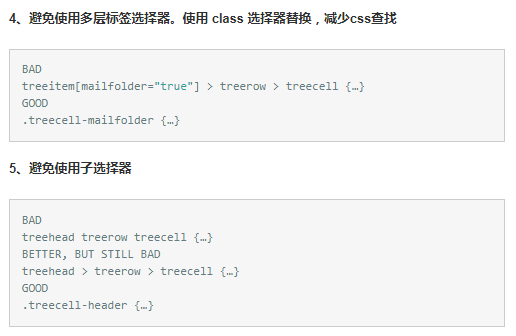 4、避免使用多层标签选择器。使用 class 选择器替换，减少css查找
BAD
treeitem[mailfolder="true"] > treerow > treecell {…}
GOOD
.treecell-mailfolder {…}
5、避免使用子选择器
BAD
treehead treerow treecell {…}
BETTER, BUT STILL BAD
treehead > treerow > treecell {…}
GOOD
.treecell-header {…}